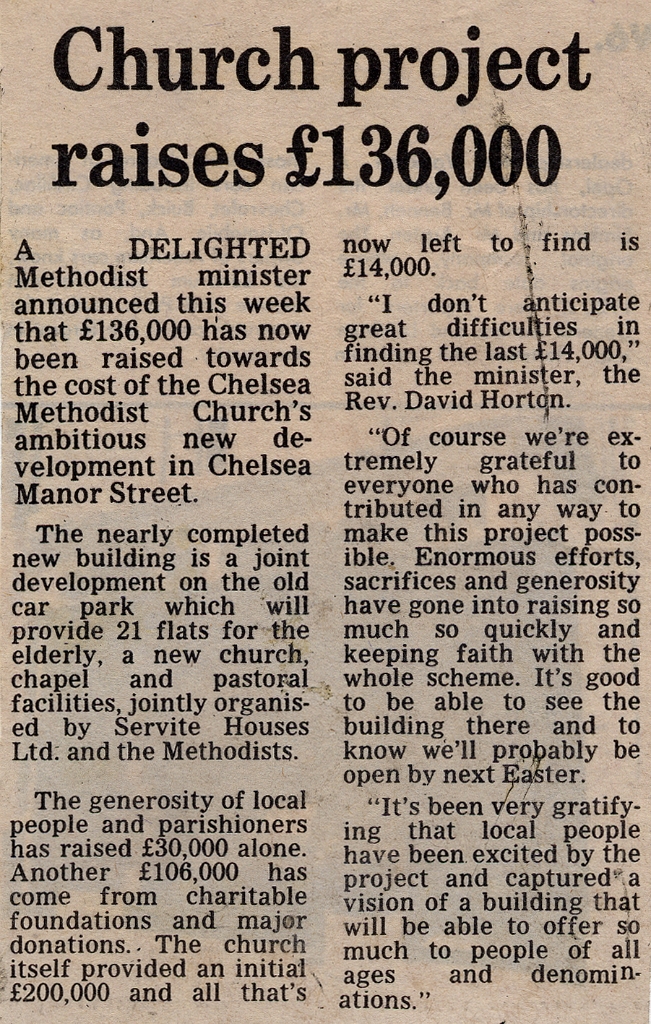 Church project
raises £136,000
A DELIGHTED
Methodist minister
announced this week
that £136,000 has now
been raised towards
the cost of the Chelsea
Methodist Church's
ambitious new de-
velopment in Chelsea
Manor Street.
The nearly completed
new building is a joint
development on the old
car park which will
provide 21 flats for the
elderly, a new church,
chapel and pastoral
facilities, jointly organis-
ed by Servite Houses
Ltd. and the Methodists.
The generosity of local
people and parishioners
has raised £30,000 alone.
Another £106,000 has
come from charitable
foundations and major
donations. The church
itself provided an initial
£200,000 and all that's
now left to find is
£14,000.
"I don't anticipate
great difficulties in
finding the last £14,000,"
said the minister, the
Rev. David Horton.
"Of course we're ex-
tremely grateful to
everyone who has con-
tributed in any way to
make this project poss-
ible. Enormous efforts,
sacrifices and generosity
have gone into raising so
much so quickly and
keeping faith with the
whole scheme. It's good
to be able to see the
building there and to
know we'll probably be
open by next Easter.
"It's been very gratify-
ing that local people
have been excited by the
project and captured a
vision of a building that
will be able to offer so
much to people of all
ages and denomin-
ations."